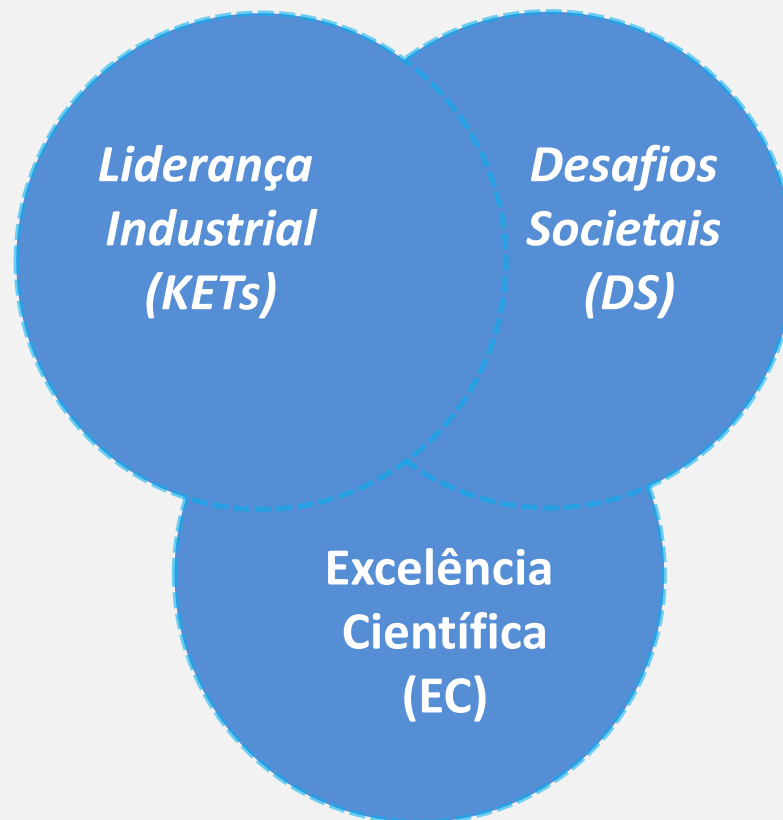 Liderança
Industrial
(KETs)
Desafios
Societais
(DS)
Excelência
Científica
(EC)